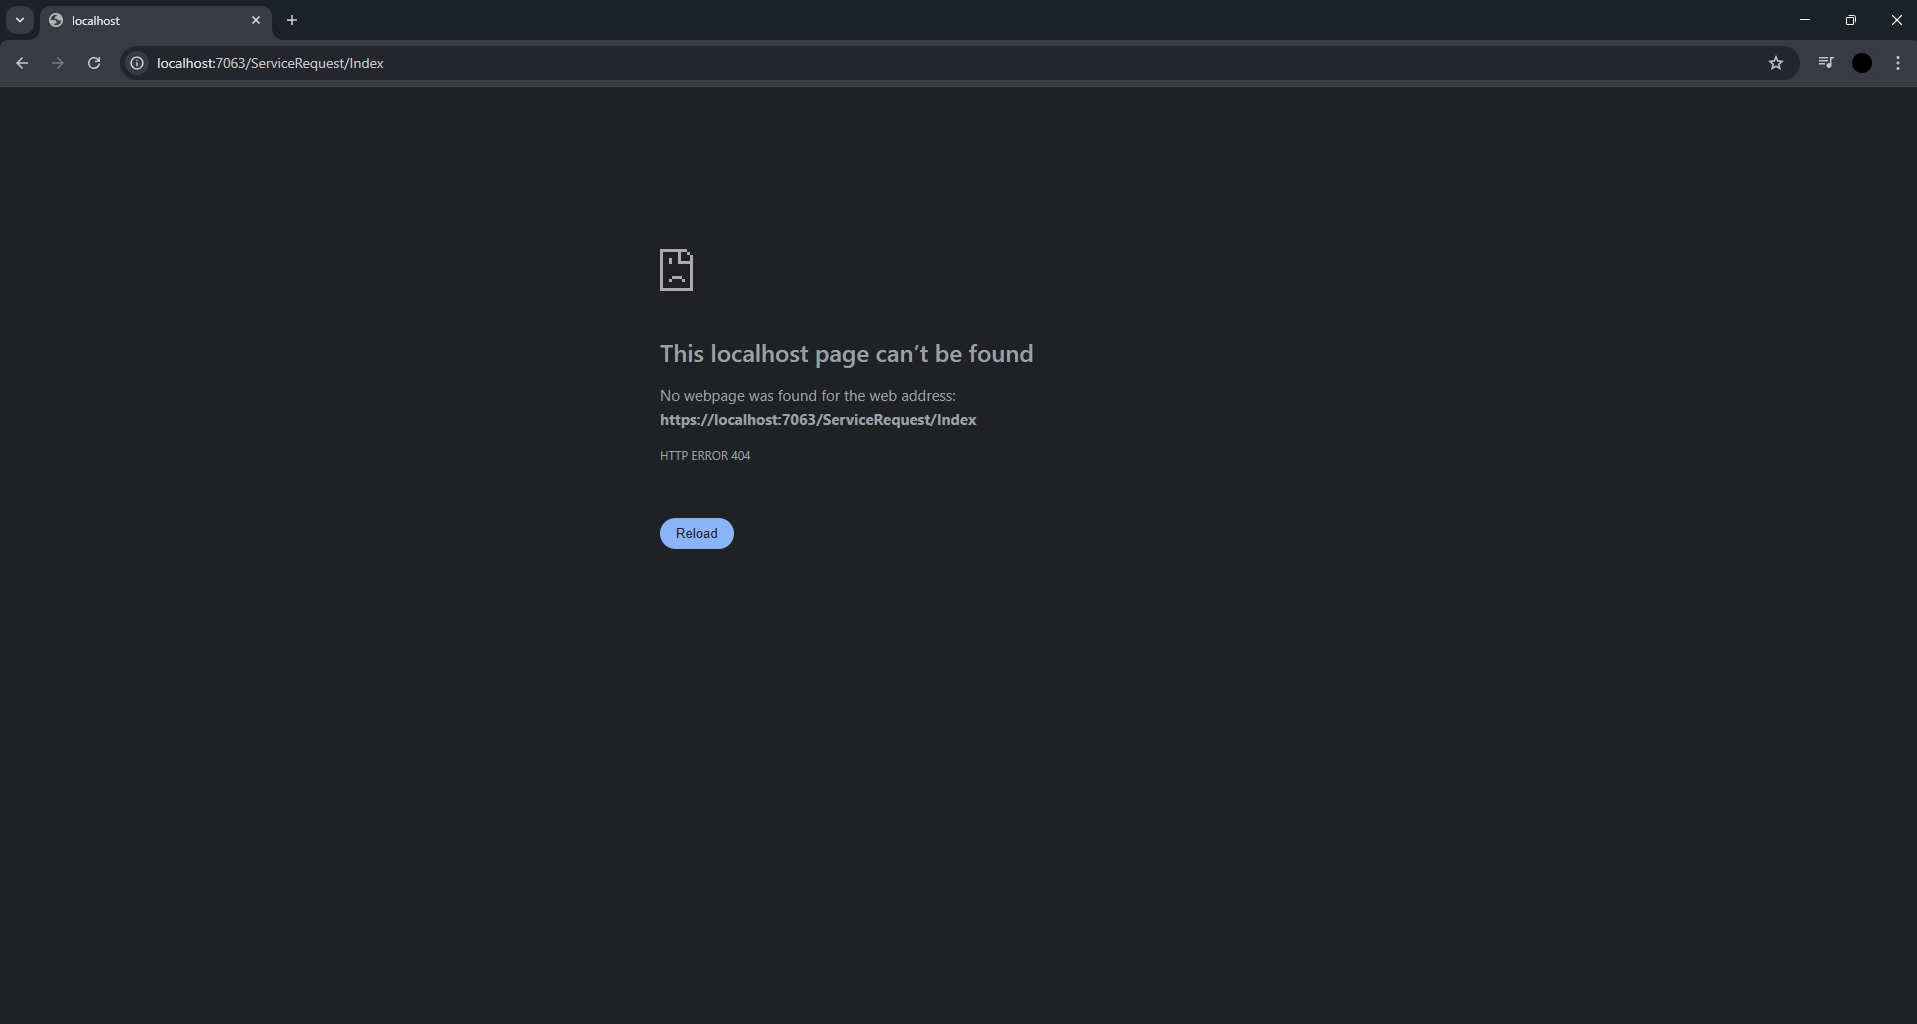 localhost
localhost:7063/ServiceRequest/Index
This localhost page can’t be found
No webpage was found for the web address:
https://localhost:7063/ServiceRequest/Index
HTTP ERROR 404
Reload